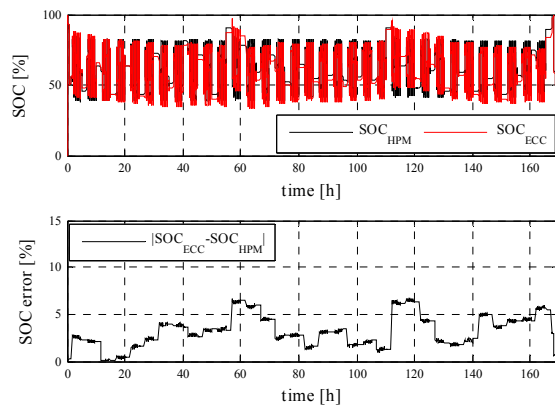 100
50
0
SOC [%]
0 20 40 60 80 100 120 140 160
SOC_HPM SOC_ECC
time [h]
15
10
5
0
SOC error [%]
|SOC_ECC-SOC_HPM|
0 20 40 60 80 100 120 140 160
time [h]